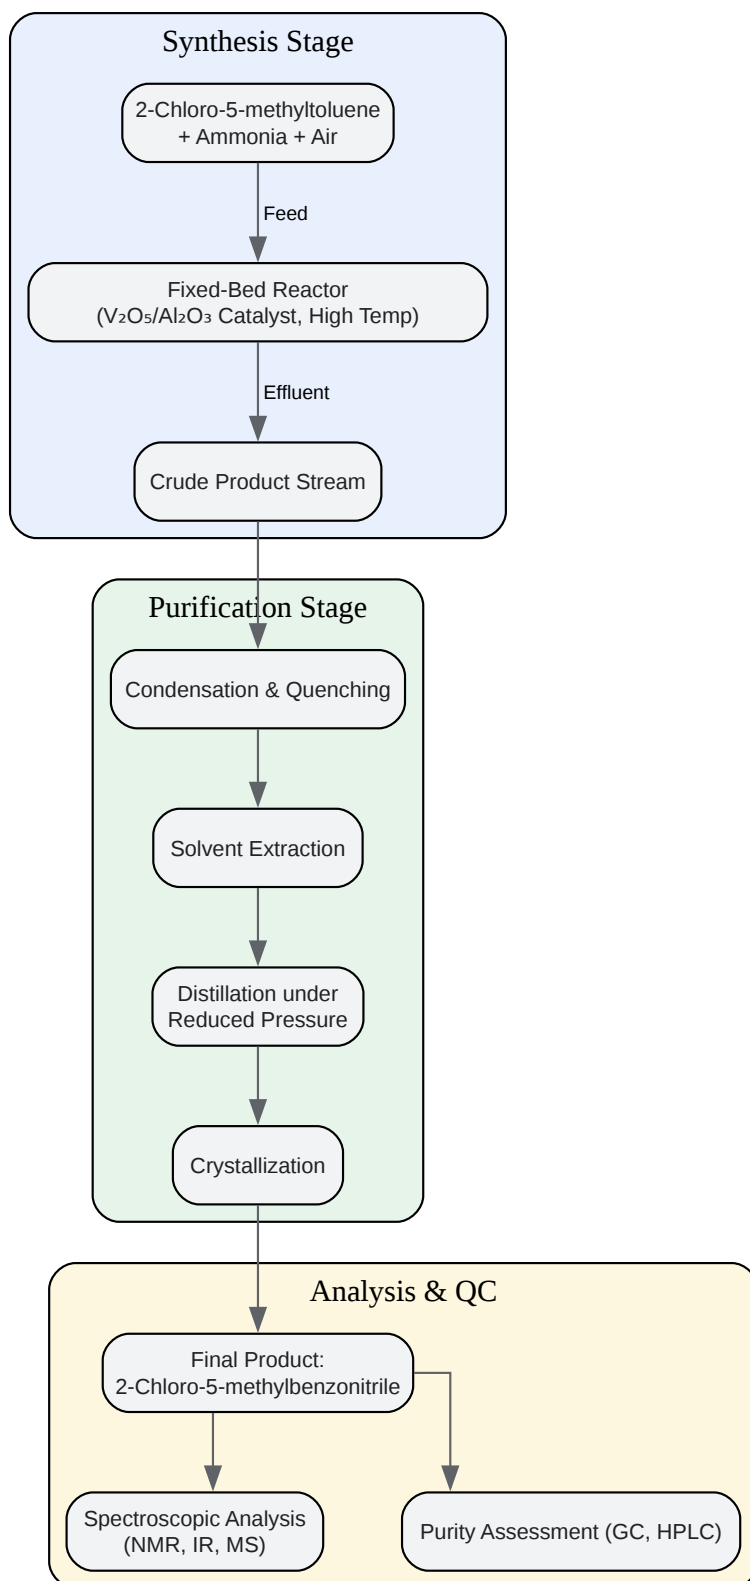 Synthesis Stage
2-Chloro-5-methyltoluene
+ Ammonia + Air
Feed
Fixed-Bed Reactor
(V₂O₅/Al₂O₃ Catalyst, High Temp)
Effluent
Crude Product Stream
Purification Stage
Condensation & Quenching
Solvent Extraction
Distillation under
Reduced Pressure
Crystallization
Analysis & QC
Final Product:
2-Chloro-5-methylbenzonitrile
Spectroscopic Analysis
(NMR, IR, MS)
Purity Assessment (GC, HPLC)